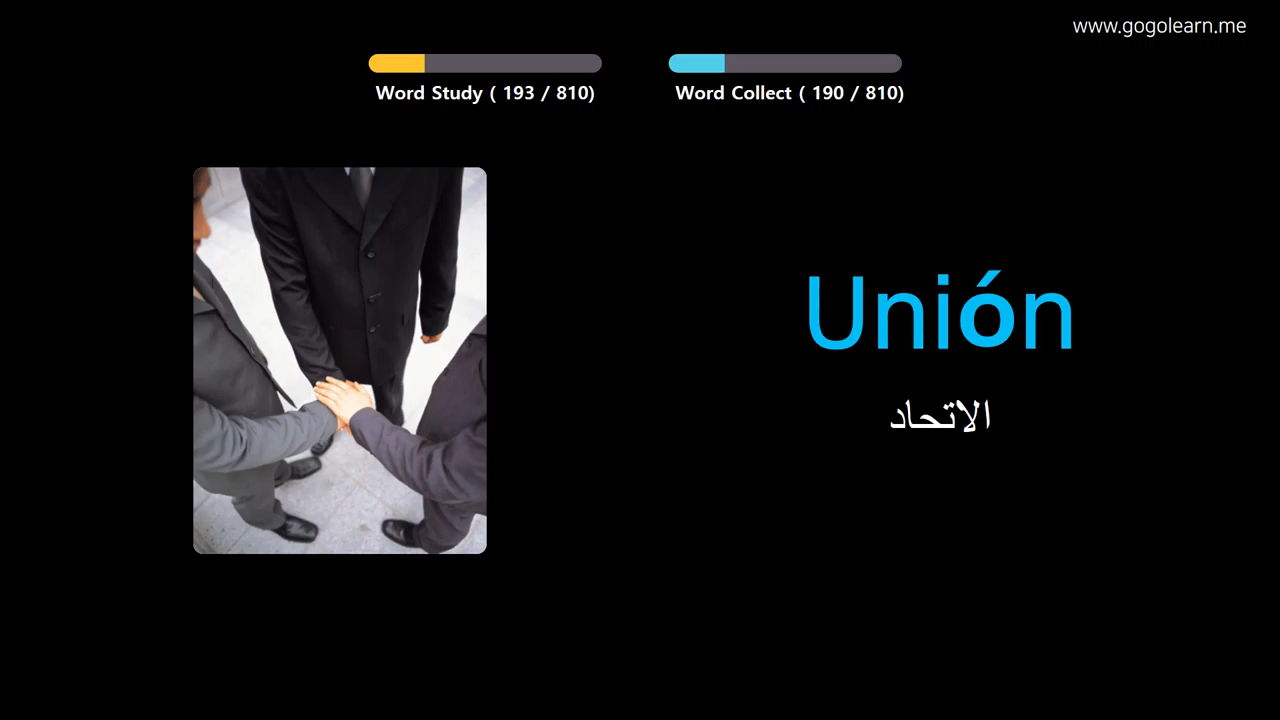 www.gogolearn.me
Word Study ( 193 / 810)
Word Collect ( 190 / 810)
Unión
الاتحاد